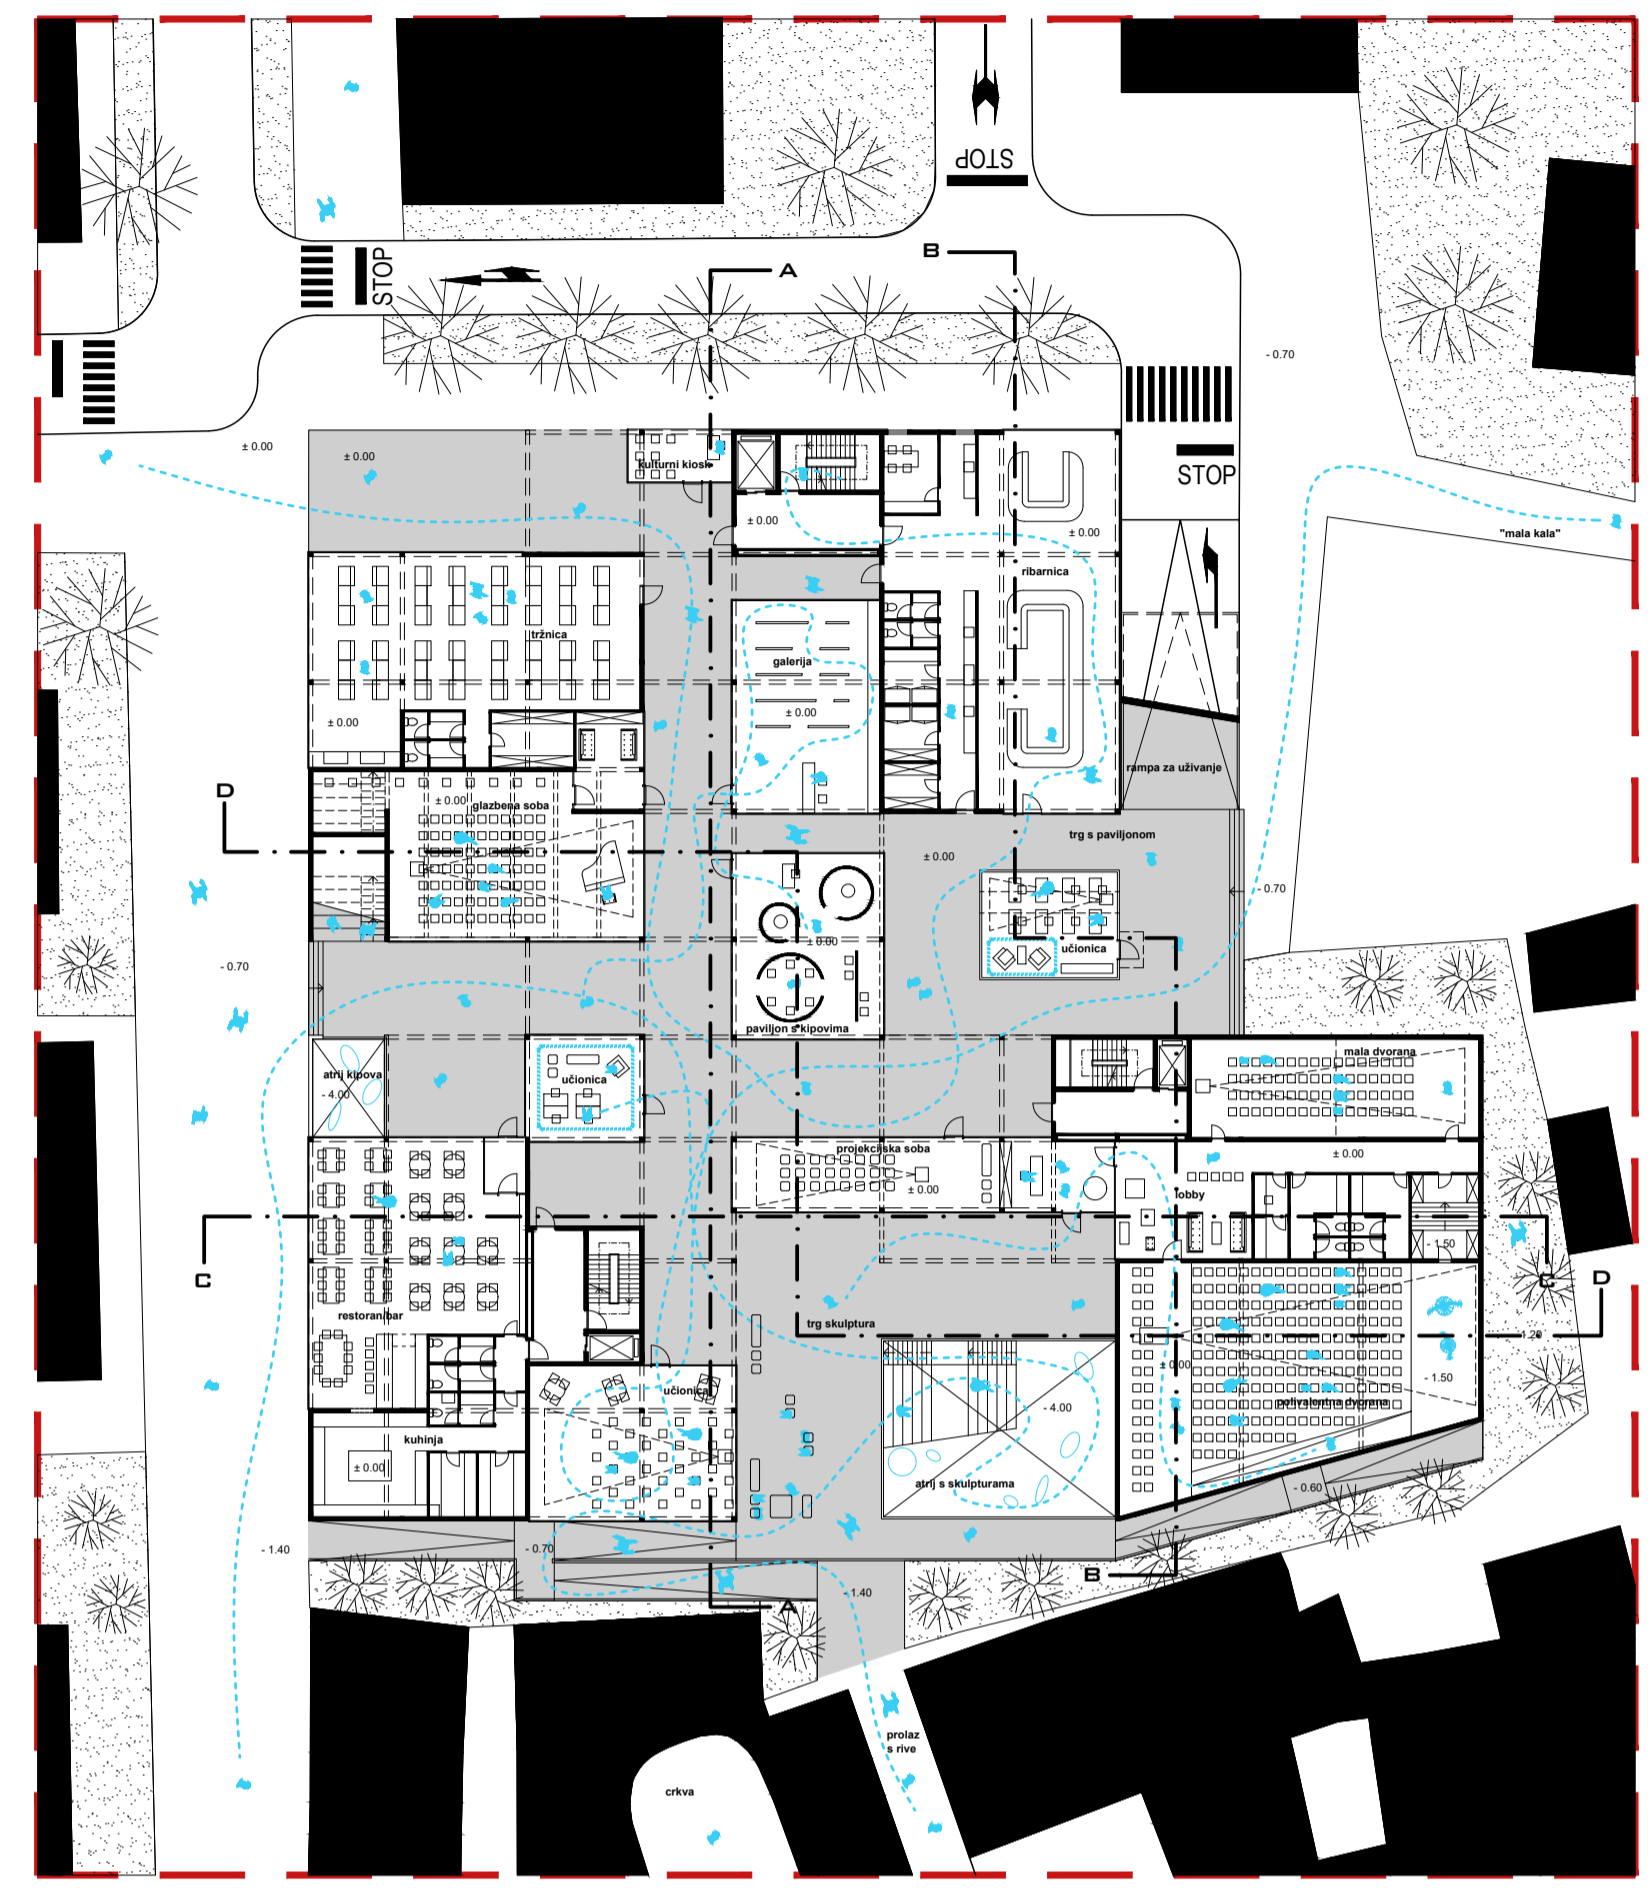 STOP
B
A
STOP
- 0.70
± 0.00
± 0.00
kulturni kiosk
STOP
± 0.00
± 0.00
"mala kala"
ribarnica
tržnica
galerija
± 0.00
± 0.00
rampa za uživanje
D
± 0.00
glazbena soba
trg s paviljonom
± 0.00
- 0.70
± 0.00
učionica
- 0.70
paviljon s kipovima
mala dvorana
atrij kipova
učionica
- 4.00
projekcijska soba
± 0.00
± 0.00
lobby
- 1.50
C
C
D
restoran/bar
trg skulptura
- 1.20
± 0.00
- 1.50
učionica
polivalentna dvorana
- 4.00
kuhinja
± 0.00
atrij s skulpturama
- 0.60
- 1.40
- 0.70
B
- 1.40
A
prolaz
s rive
crkva